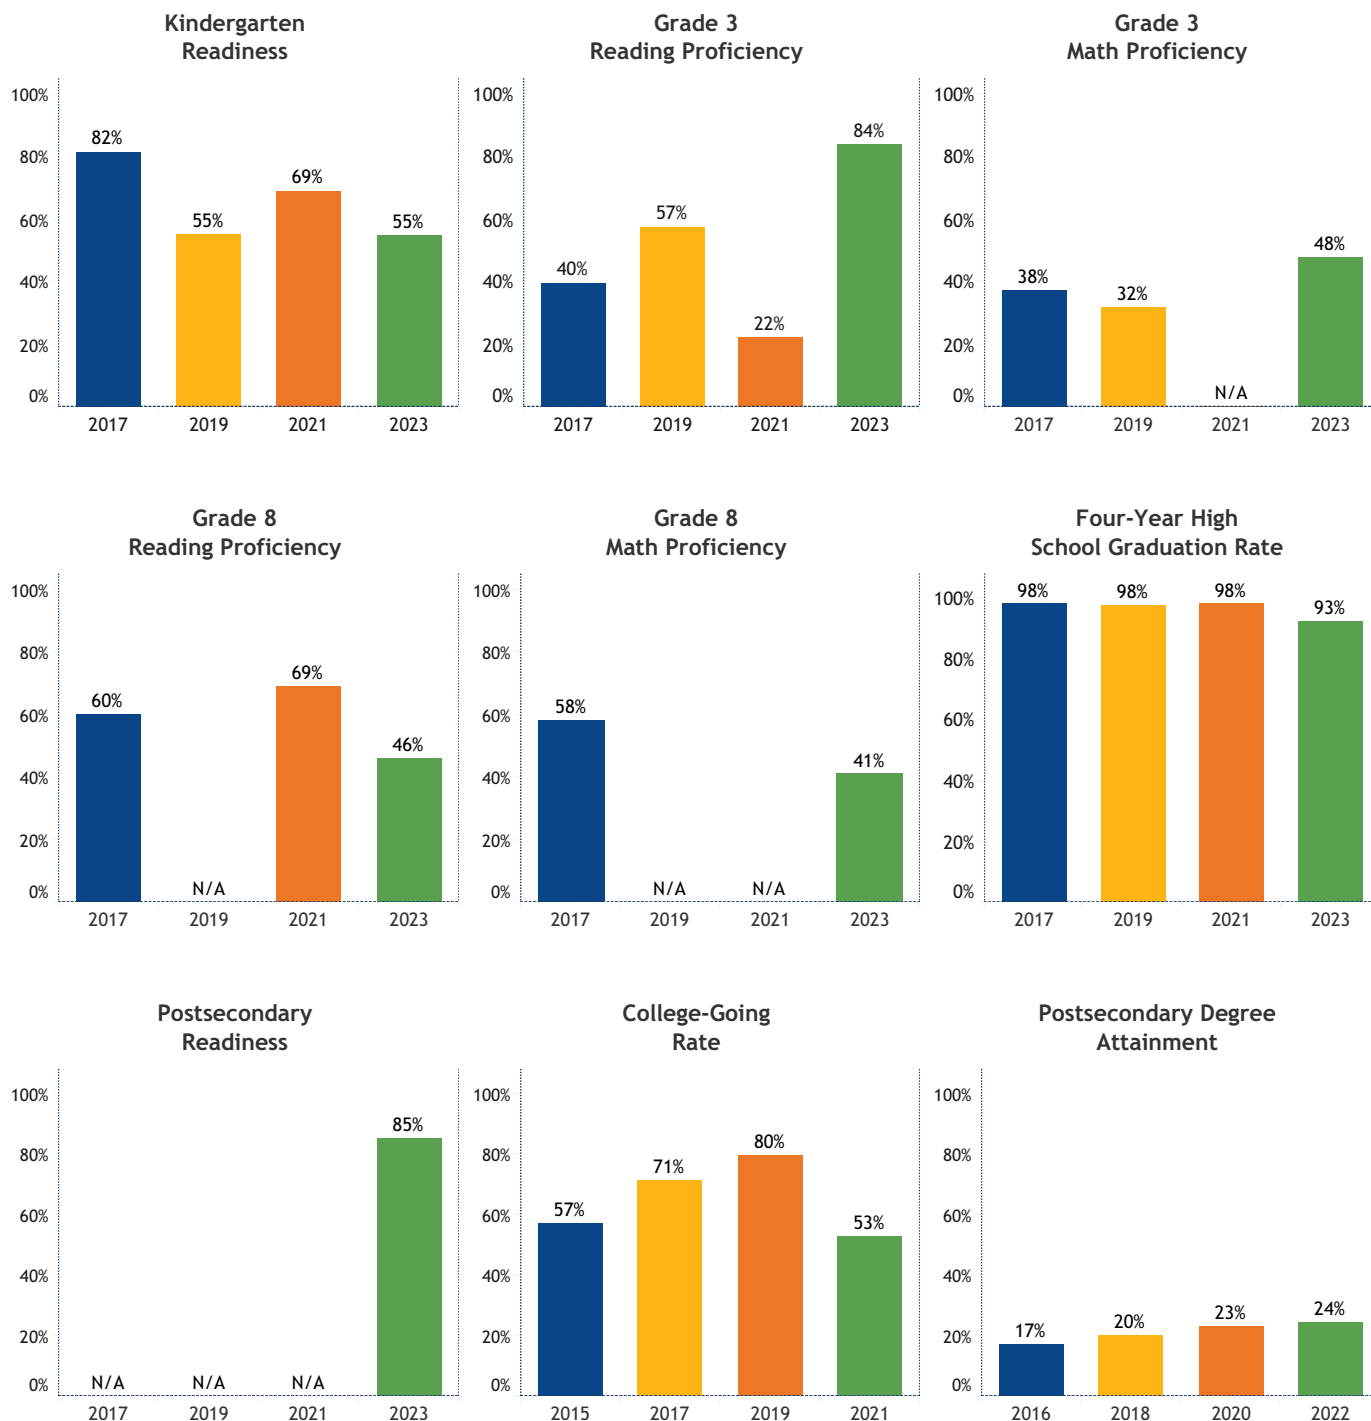 Kindergarten
Readiness
100%
80%
60%
40%
20%
0%
82%
55%
69%
55%
2017 2019 2021 2023
Grade 3
Reading Proficiency
100%
80%
60%
40%
20%
0%
40%
57%
22%
84%
2017 2019 2021 2023
Grade 3
Math Proficiency
100%
80%
60%
40%
20%
0%
38%
32%
N/A
48%
2017 2019 2021 2023
Grade 8
Reading Proficiency
100%
80%
60%
40%
20%
0%
60%
N/A
69%
46%
2017 2019 2021 2023
Grade 8
Math Proficiency
100%
80%
60%
40%
20%
0%
58%
N/A
N/A
41%
2017 2019 2021 2023
Four-Year High
School Graduation Rate
100%
80%
60%
40%
20%
0%
98%
98%
98%
93%
2017 2019 2021 2023
Postsecondary
Readiness
100%
80%
60%
40%
20%
0%
N/A
N/A
N/A
85%
2017 2019 2021 2023
College-Going
Rate
100%
80%
60%
40%
20%
0%
57%
71%
80%
53%
2015 2017 2019 2021
Postsecondary Degree
Attainment
100%
80%
60%
40%
20%
0%
17%
20%
23%
24%
2016 2018 2020 2022